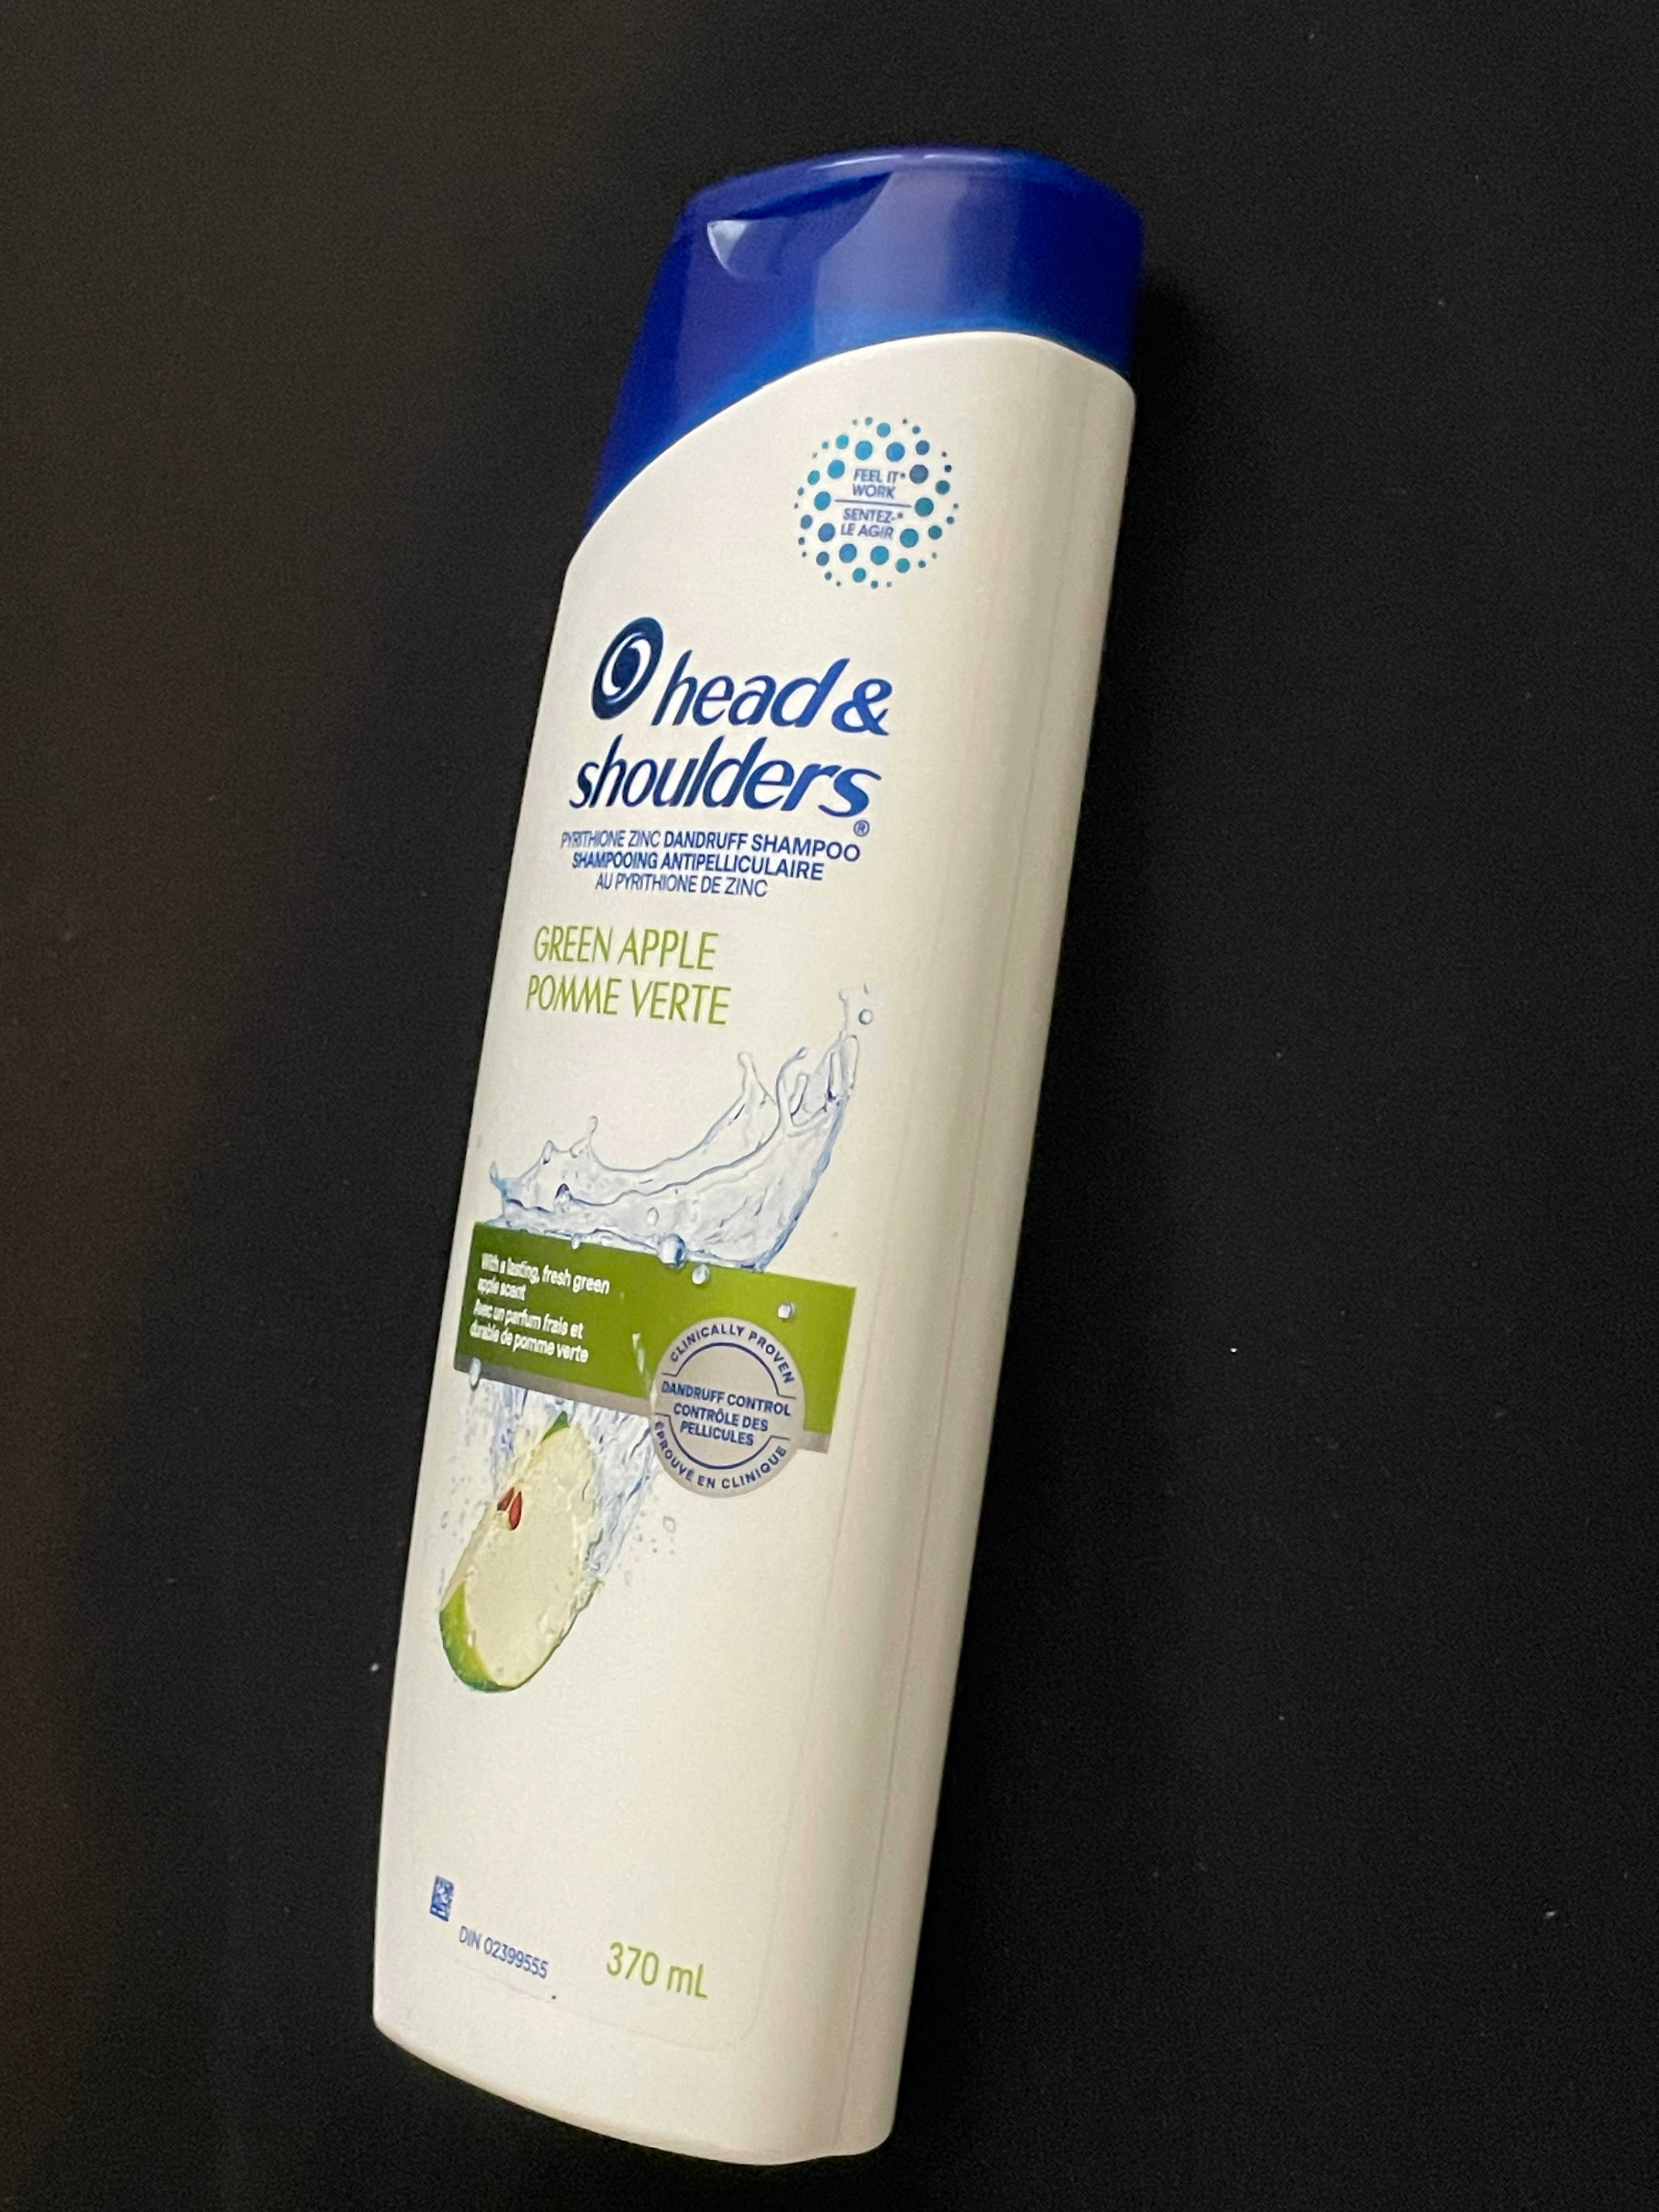 FEEL IT*
WORK
SENTEZ-*
LE AGIR
head &
shoulders®
PYRITHIONE ZINC DANDRUFF SHAMPOO
SHAMPOOING ANTIPELLICULAIRE
AU PYRITHIONE DE ZINC
GREEN APPLE
POMME VERTE
With a lasting, fresh green
apple scent
Avec un parfum frais et
durable de pomme verte
CLINICALLY PROVEN
DANDRUFF CONTROL
CONTRÔLE DES
PELLICULES
ÉPROUVÉ EN CLINIQUE
DIN 02399555
370 mL